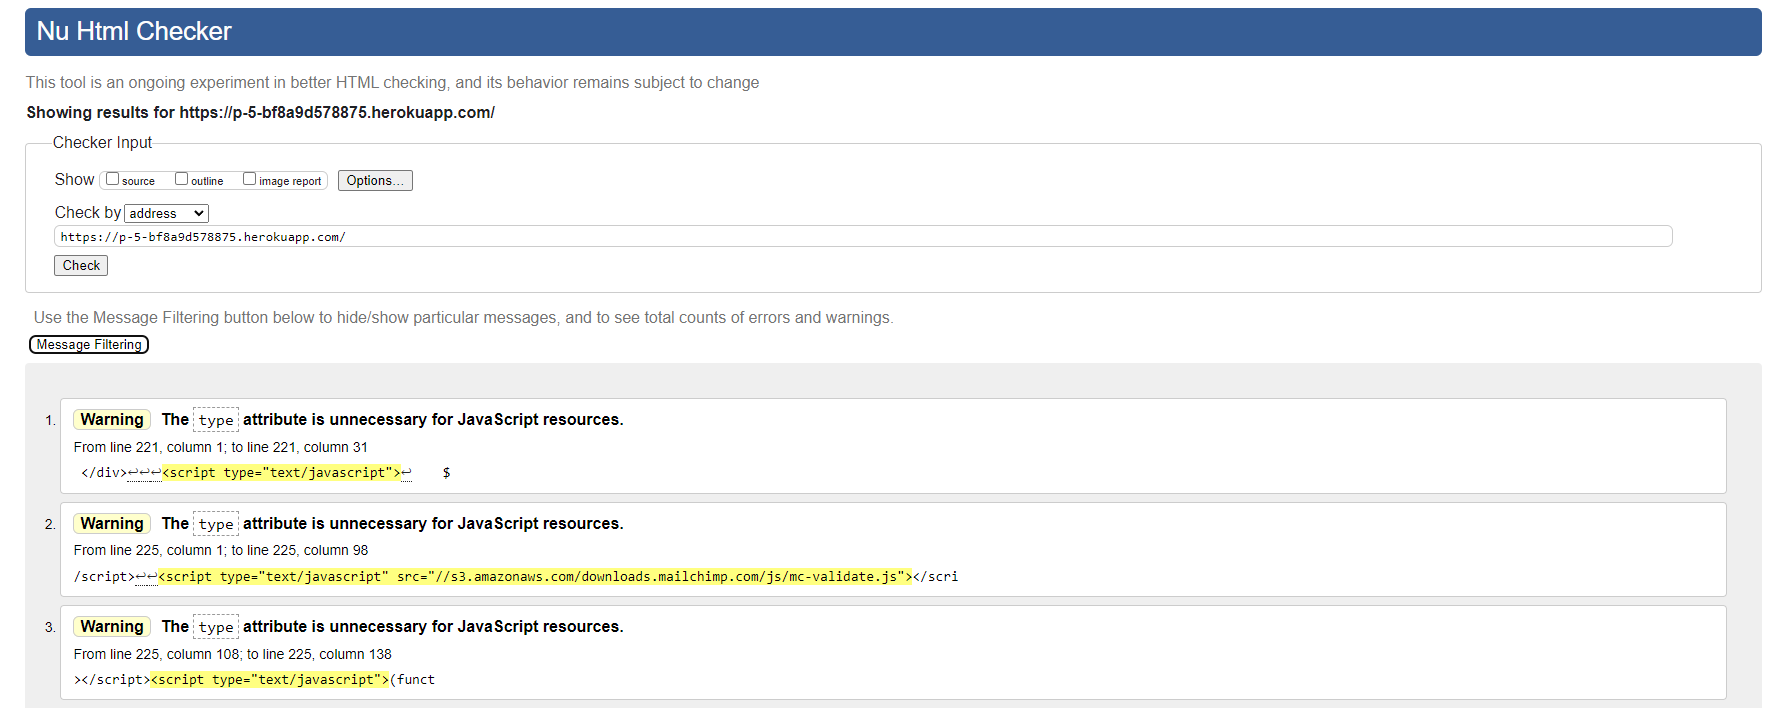 Nu Html Checker
This tool is an ongoing experiment in better HTML checking, and its behavior remains subject to change
Showing results for https://p-5-bf8a9d578875.herokuapp.com/
Checker Input
Show source outline image report Options...
Check by address
https://p-5-bf8a9d578875.herokuapp.com/
Check
Use the Message Filtering button below to hide/show particular messages, and to see total counts of errors and warnings.
Message Filtering
1. Warning The type attribute is unnecessary for JavaScript resources.
From line 221, column 1; to line 221, column 31
</div>↩↩↩<script type="text/javascript">↩ $
2. Warning The type attribute is unnecessary for JavaScript resources.
From line 225, column 1; to line 225, column 98
/script>↩↩<script type="text/javascript" src="//s3.amazonaws.com/downloads.mailchimp.com/js/mc-validate.js"></scri
3. Warning The type attribute is unnecessary for JavaScript resources.
From line 225, column 108; to line 225, column 138
></script><script type="text/javascript">(funct